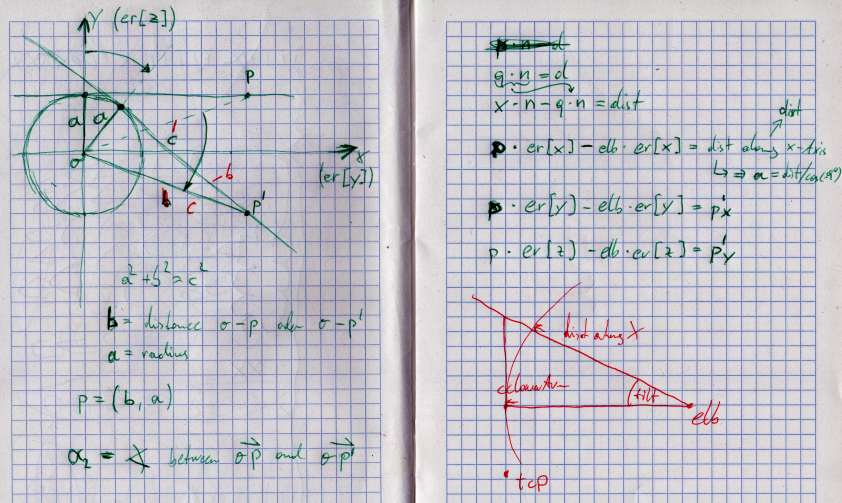 Y (er[z])
P
a
a
c'
o
X
(er[y])
b
b
c
P'
a² + b² = c²
b = distance o-p oder o-p'
a = radius
p = (b, a)
α₂ = ∢ between op⃗ and op⃗'
p · n = d
q · n = d
x · n - q · n = dist
dist
p · er[x] - elb · er[x] = dist along x-Axis
↳ ⇒ a = dist/cos(
p · er[y] - elb · er[y] = p'x
p · er[z] - elb · er[z] = p'y
dist along X
tilt
elb
tcp